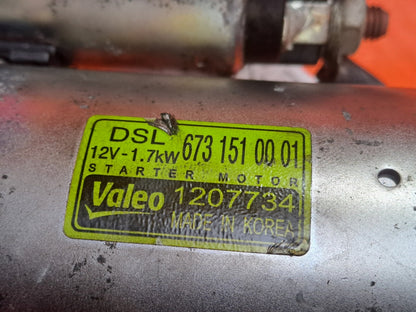 DSL 673 151 00 01
12V-1.7kW
STARTER MOTOR
Valeo 1207734
MADE IN KOREA